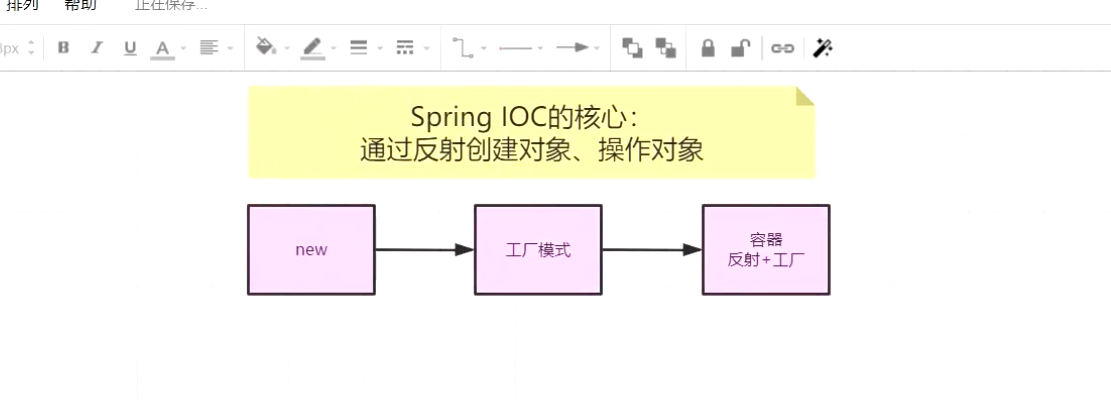 排列 帮助 正在保存...
px
B I U A
Spring IOC的核心：
通过反射创建对象、操作对象
new
工厂模式
容器
反射+工厂